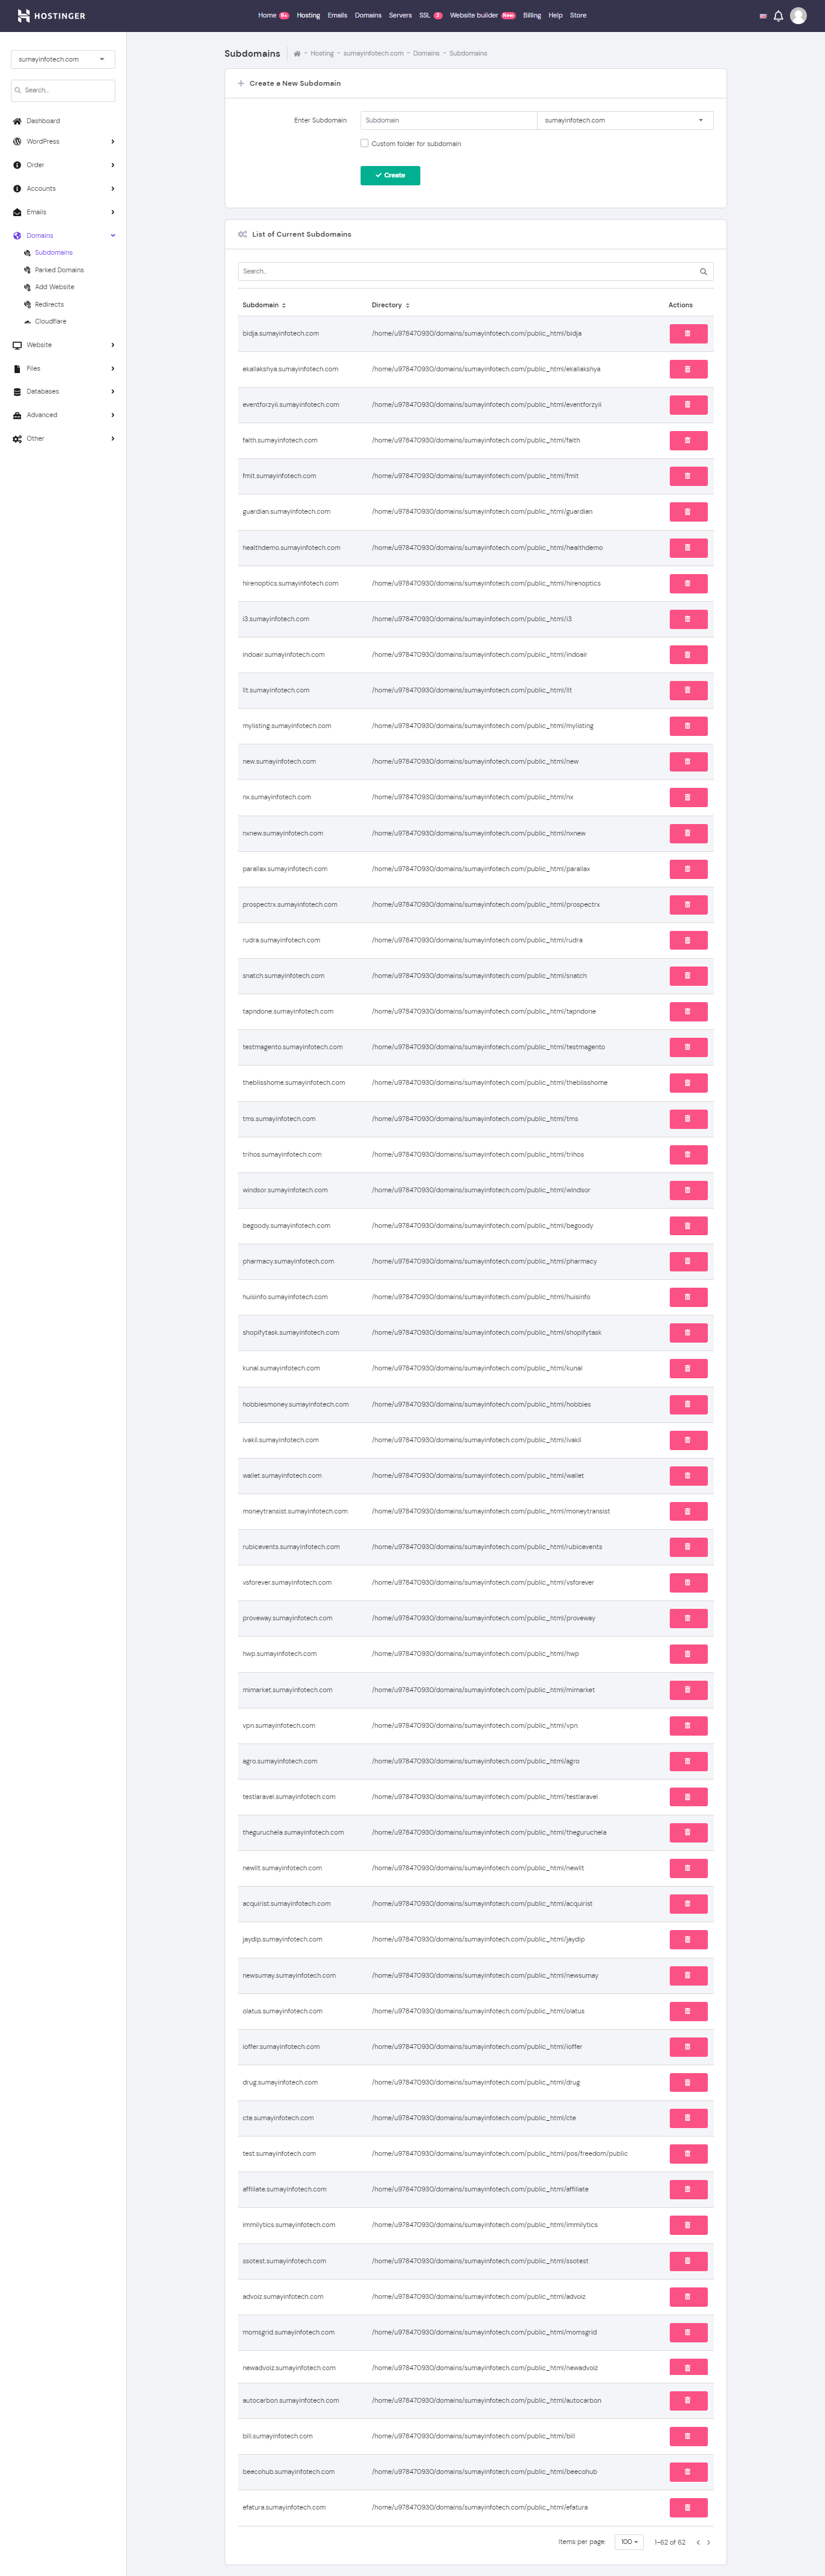 HOSTINGER
Home 9+ Hosting Emails Domains Servers SSL 2 Website builder New Billing Help Store
sumayinfotech.com
Search...
Dashboard
WordPress
Order
Accounts
Emails
Domains
Subdomains
Parked Domains
Add Website
Redirects
Cloudflare
Website
Files
Databases
Advanced
Other
Subdomains - Hosting - sumayinfotech.com - Domains - Subdomains
Create a New Subdomain
Enter Subdomain Subdomain sumayinfotech.com
Custom folder for subdomain
Create
List of Current Subdomains
Search...
Subdomain Directory Actions
bidja.sumayinfotech.com /home/u978470930/domains/sumayinfotech.com/public_html/bidja
ekallakshya.sumayinfotech.com /home/u978470930/domains/sumayinfotech.com/public_html/ekallakshya
eventforzyii.sumayinfotech.com /home/u978470930/domains/sumayinfotech.com/public_html/eventforzyii
faith.sumayinfotech.com /home/u978470930/domains/sumayinfotech.com/public_html/faith
fmit.sumayinfotech.com /home/u978470930/domains/sumayinfotech.com/public_html/fmit
guardian.sumayinfotech.com /home/u978470930/domains/sumayinfotech.com/public_html/guardian
healthdemo.sumayinfotech.com /home/u978470930/domains/sumayinfotech.com/public_html/healthdemo
hirenoptics.sumayinfotech.com /home/u978470930/domains/sumayinfotech.com/public_html/hirenoptics
i3.sumayinfotech.com /home/u978470930/domains/sumayinfotech.com/public_html/i3
indoair.sumayinfotech.com /home/u978470930/domains/sumayinfotech.com/public_html/indoair
llt.sumayinfotech.com /home/u978470930/domains/sumayinfotech.com/public_html/llt
mylisting.sumayinfotech.com /home/u978470930/domains/sumayinfotech.com/public_html/mylisting
new.sumayinfotech.com /home/u978470930/domains/sumayinfotech.com/public_html/new
nx.sumayinfotech.com /home/u978470930/domains/sumayinfotech.com/public_html/nx
nxnew.sumayinfotech.com /home/u978470930/domains/sumayinfotech.com/public_html/nxnew
parallax.sumayinfotech.com /home/u978470930/domains/sumayinfotech.com/public_html/parallax
prospectrx.sumayinfotech.com /home/u978470930/domains/sumayinfotech.com/public_html/prospectrx
rudra.sumayinfotech.com /home/u978470930/domains/sumayinfotech.com/public_html/rudra
snatch.sumayinfotech.com /home/u978470930/domains/sumayinfotech.com/public_html/snatch
tapndone.sumayinfotech.com /home/u978470930/domains/sumayinfotech.com/public_html/tapndone
testmagento.sumayinfotech.com /home/u978470930/domains/sumayinfotech.com/public_html/testmagento
theblisshome.sumayinfotech.com /home/u978470930/domains/sumayinfotech.com/public_html/theblisshome
tms.sumayinfotech.com /home/u978470930/domains/sumayinfotech.com/public_html/tms
trihos.sumayinfotech.com /home/u978470930/domains/sumayinfotech.com/public_html/trihos
windsor.sumayinfotech.com /home/u978470930/domains/sumayinfotech.com/public_html/windsor
begoody.sumayinfotech.com /home/u978470930/domains/sumayinfotech.com/public_html/begoody
pharmacy.sumayinfotech.com /home/u978470930/domains/sumayinfotech.com/public_html/pharmacy
huisinfo.sumayinfotech.com /home/u978470930/domains/sumayinfotech.com/public_html/huisinfo
shopifytask.sumayinfotech.com /home/u978470930/domains/sumayinfotech.com/public_html/shopifytask
kunal.sumayinfotech.com /home/u978470930/domains/sumayinfotech.com/public_html/kunal
hobbiesmoney.sumayinfotech.com /home/u978470930/domains/sumayinfotech.com/public_html/hobbies
ivakil.sumayinfotech.com /home/u978470930/domains/sumayinfotech.com/public_html/ivakil
wallet.sumayinfotech.com /home/u978470930/domains/sumayinfotech.com/public_html/wallet
moneytransist.sumayinfotech.com /home/u978470930/domains/sumayinfotech.com/public_html/moneytransist
rubicevents.sumayinfotech.com /home/u978470930/domains/sumayinfotech.com/public_html/rubicevents
vsforever.sumayinfotech.com /home/u978470930/domains/sumayinfotech.com/public_html/vsforever
proveway.sumayinfotech.com /home/u978470930/domains/sumayinfotech.com/public_html/proveway
hwp.sumayinfotech.com /home/u978470930/domains/sumayinfotech.com/public_html/hwp
mimarket.sumayinfotech.com /home/u978470930/domains/sumayinfotech.com/public_html/mimarket
vpn.sumayinfotech.com /home/u978470930/domains/sumayinfotech.com/public_html/vpn
agro.sumayinfotech.com /home/u978470930/domains/sumayinfotech.com/public_html/agro
testlaravel.sumayinfotech.com /home/u978470930/domains/sumayinfotech.com/public_html/testlaravel
theguruchela.sumayinfotech.com /home/u978470930/domains/sumayinfotech.com/public_html/theguruchela
newllt.sumayinfotech.com /home/u978470930/domains/sumayinfotech.com/public_html/newllt
acquirist.sumayinfotech.com /home/u978470930/domains/sumayinfotech.com/public_html/acquirist
jaydip.sumayinfotech.com /home/u978470930/domains/sumayinfotech.com/public_html/jaydip
newsumay.sumayinfotech.com /home/u978470930/domains/sumayinfotech.com/public_html/newsumay
olatus.sumayinfotech.com /home/u978470930/domains/sumayinfotech.com/public_html/olatus
ioffer.sumayinfotech.com /home/u978470930/domains/sumayinfotech.com/public_html/ioffer
drug.sumayinfotech.com /home/u978470930/domains/sumayinfotech.com/public_html/drug
cte.sumayinfotech.com /home/u978470930/domains/sumayinfotech.com/public_html/cte
test.sumayinfotech.com /home/u978470930/domains/sumayinfotech.com/public_html/pos/freedom/public
affiliate.sumayinfotech.com /home/u978470930/domains/sumayinfotech.com/public_html/affiliate
immilytics.sumayinfotech.com /home/u978470930/domains/sumayinfotech.com/public_html/immilytics
ssotest.sumayinfotech.com /home/u978470930/domains/sumayinfotech.com/public_html/ssotest
advoiz.sumayinfotech.com /home/u978470930/domains/sumayinfotech.com/public_html/advoiz
momsgrid.sumayinfotech.com /home/u978470930/domains/sumayinfotech.com/public_html/momsgrid
newadvoiz.sumayinfotech.com /home/u978470930/domains/sumayinfotech.com/public_html/newadvoiz
autocarbon.sumayinfotech.com /home/u978470930/domains/sumayinfotech.com/public_html/autocarbon
bill.sumayinfotech.com /home/u978470930/domains/sumayinfotech.com/public_html/bill
beecohub.sumayinfotech.com /home/u978470930/domains/sumayinfotech.com/public_html/beecohub
efatura.sumayinfotech.com /home/u978470930/domains/sumayinfotech.com/public_html/efatura
Items per page: 100 1-62 of 62